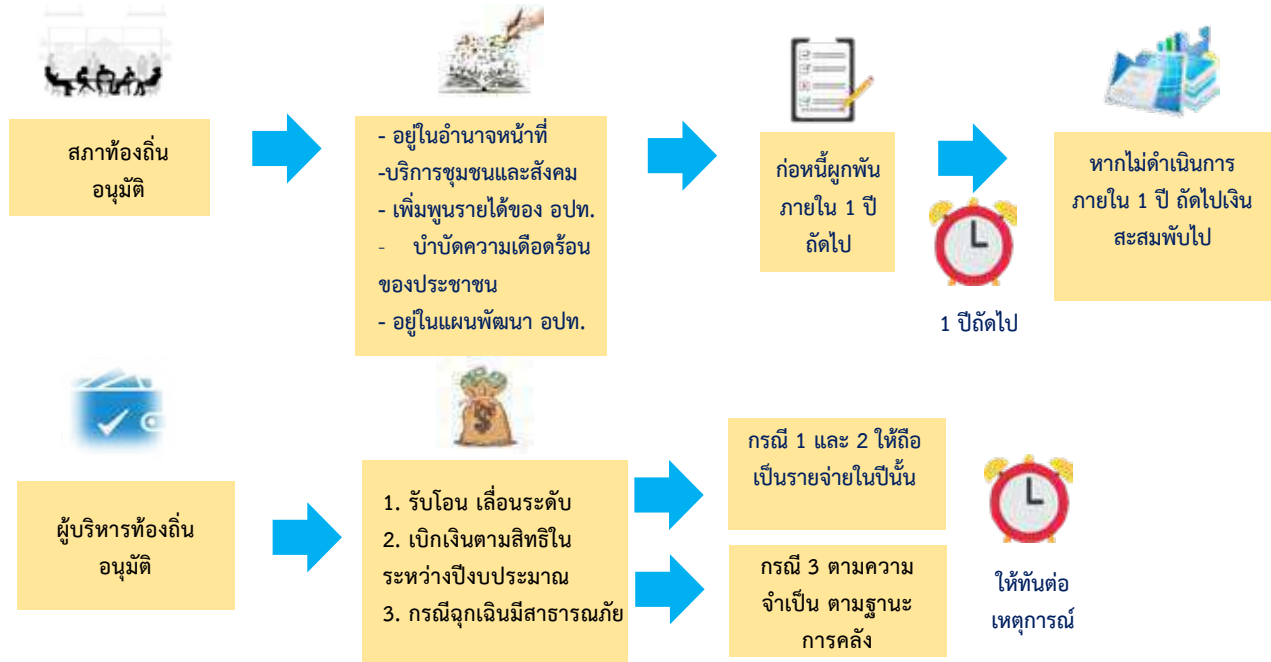 สภาท้องถิ่น
อนุมัติ
- อยู่ในอำนาจหน้าที่
-บริการชุมชนและสังคม
- เพิ่มพูนรายได้ของ อปท.
- บำบัดความเดือดร้อน
ของประชาชน
- อยู่ในแผนพัฒนา อปท.
ก่อหนี้ผูกพัน
ภายใน 1 ปี
ถัดไป
1 ปีถัดไป
หากไม่ดำเนินการ
ภายใน 1 ปี ถัดไปเงิน
สะสมพับไป
ผู้บริหารท้องถิ่น
อนุมัติ
1. รับโอน เลื่อนระดับ
2. เบิกเงินตามสิทธิใน
ระหว่างปีงบประมาณ
3. กรณีฉุกเฉินมีสาธารณภัย
กรณี 1 และ 2 ให้ถือ
เป็นรายจ่ายในปีนั้น
กรณี 3 ตามความ
จำเป็น ตามฐานะ
การคลัง
ให้ทันต่อ
เหตุการณ์